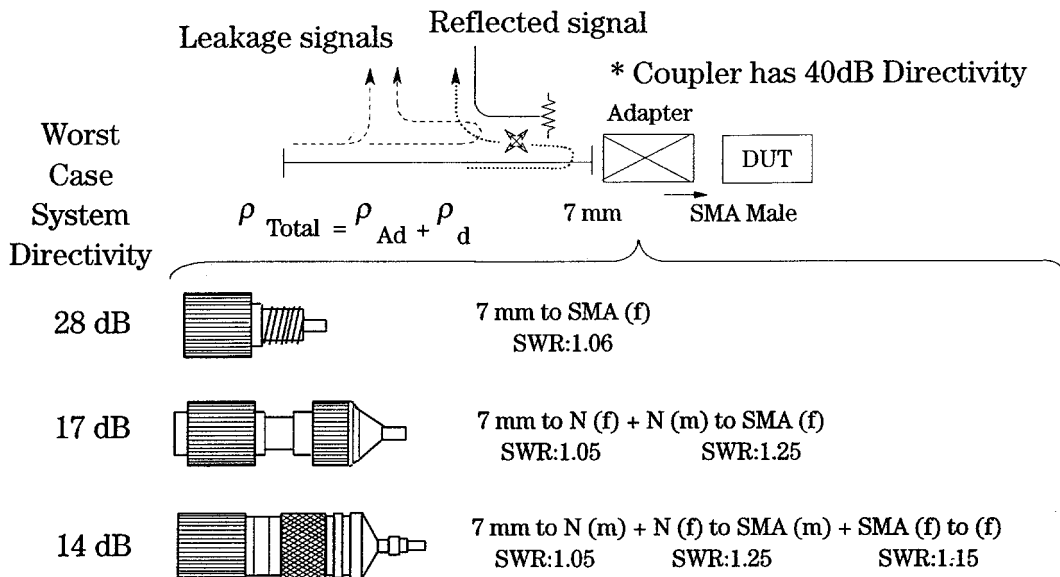 Leakage signals
Reflected signal
* Coupler has 40dB Directivity
Adapter
DUT
7 mm
SMA Male
Worst
Case
System
Directivity
ρ Total = ρ Ad + ρ d
28 dB
7 mm to SMA (f)
SWR:1.06
17 dB
7 mm to N (f) + N (m) to SMA (f)
SWR:1.05 SWR:1.25
14 dB
7 mm to N (m) + N (f) to SMA (m) + SMA (f) to (f)
SWR:1.05 SWR:1.25 SWR:1.15